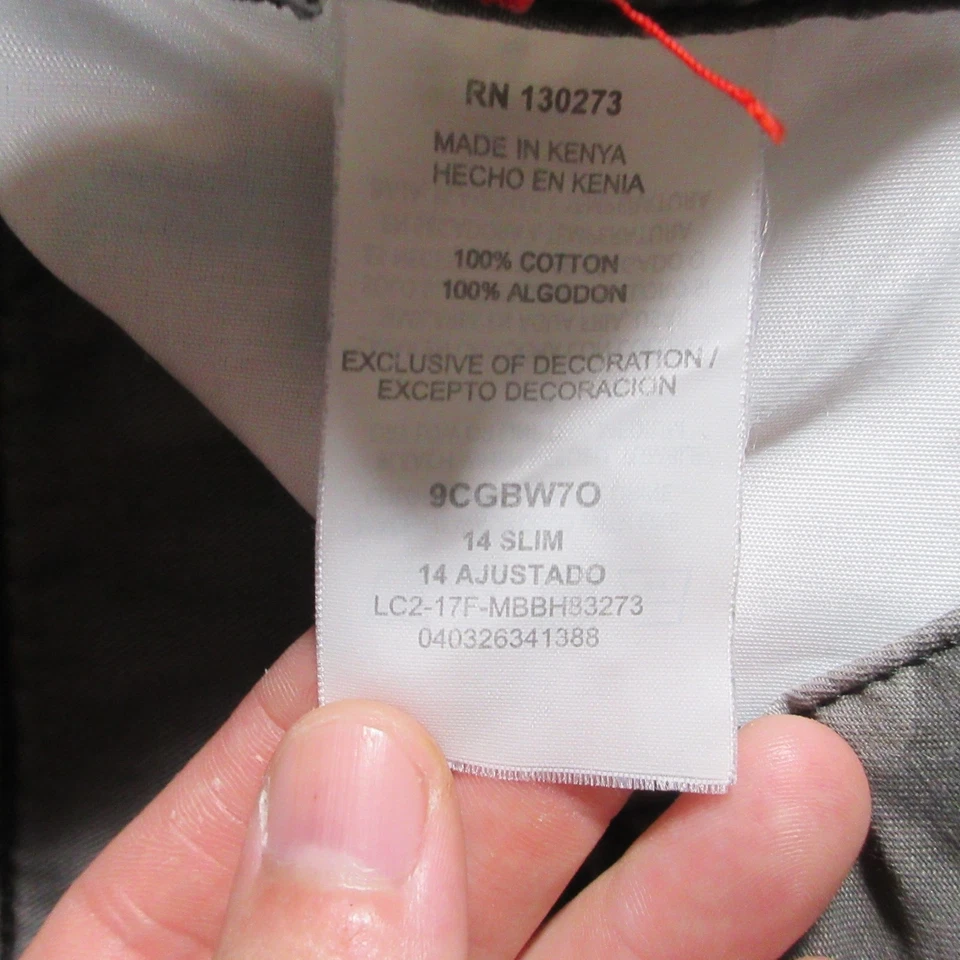 RN 130273
MADE IN KENYA
HECHO EN KENIA
100% COTTON
100% ALGODON
EXCLUSIVE OF DECORATION /
EXCEPTO DECORACION
9CGBW7O
14 SLIM
14 AJUSTADO
LC2-17F-MBBH83273
040326341388